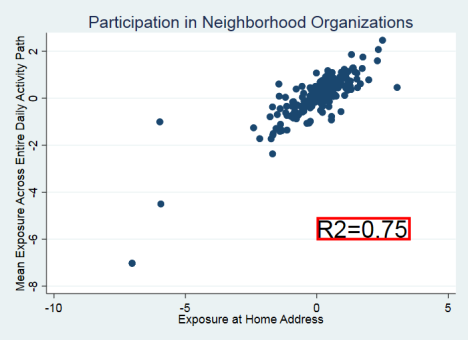 Participation in Neighborhood Organizations
Mean Exposure Across Entire Daily Activity Path
2
0
-2
-4
-6
-8
R2=0.75
-10
-5
0
5
Exposure at Home Address